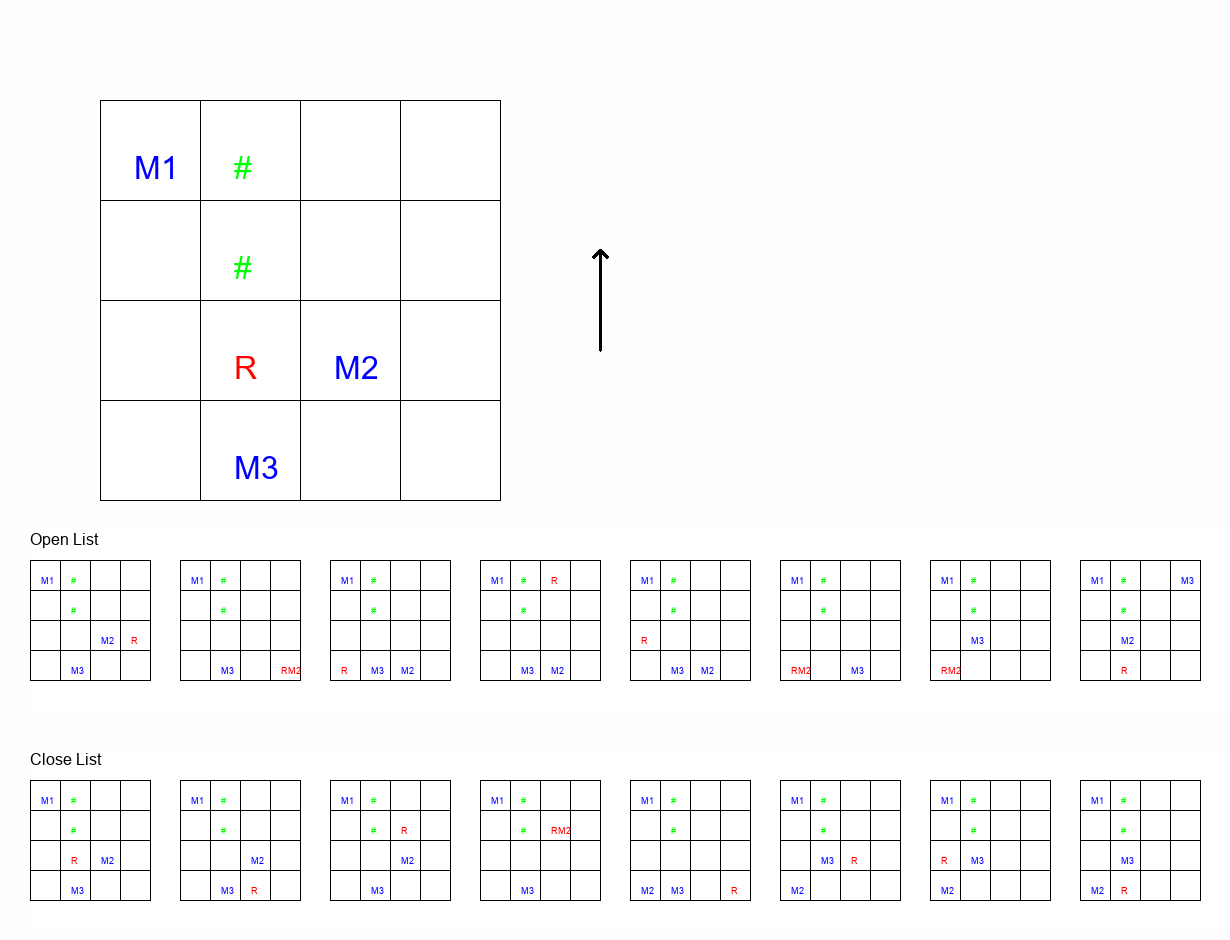 M1 #
#
R M2
M3
Open List
M1 # M1 # M1 # M1 # R M1 # M1 # M1 # M1 # M3
# # # # # # # #
M2 R R M3 M2
M3 M3 RM2 R M3 M2 M3 M2 M3 M2 RM2 M3 RM2 R
Close List
M1 # M1 # M1 # M1 # M1 # M1 # M1 # M1 #
# # # R # RM2 # # # #
R M2 M2 M2 M3 R R M3 M3
M3 M3 R M3 M3 M2 M3 R M2 M2 M2 R